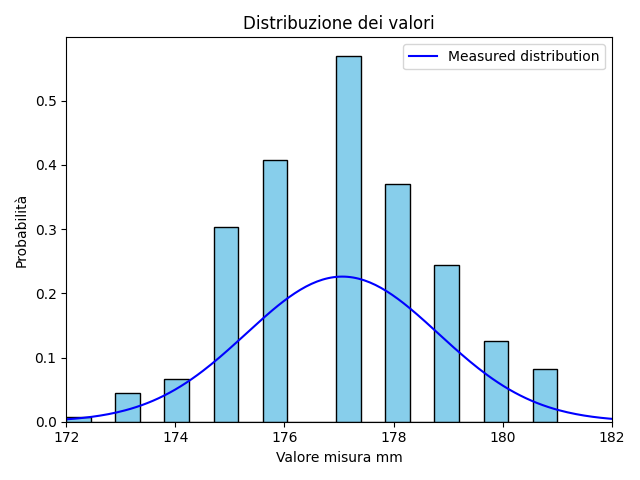 Distribuzione dei valori
Measured distribution
Probabilità
0.5
0.4
0.3
0.2
0.1
0.0
172 174 176 178 180 182
Valore misura mm